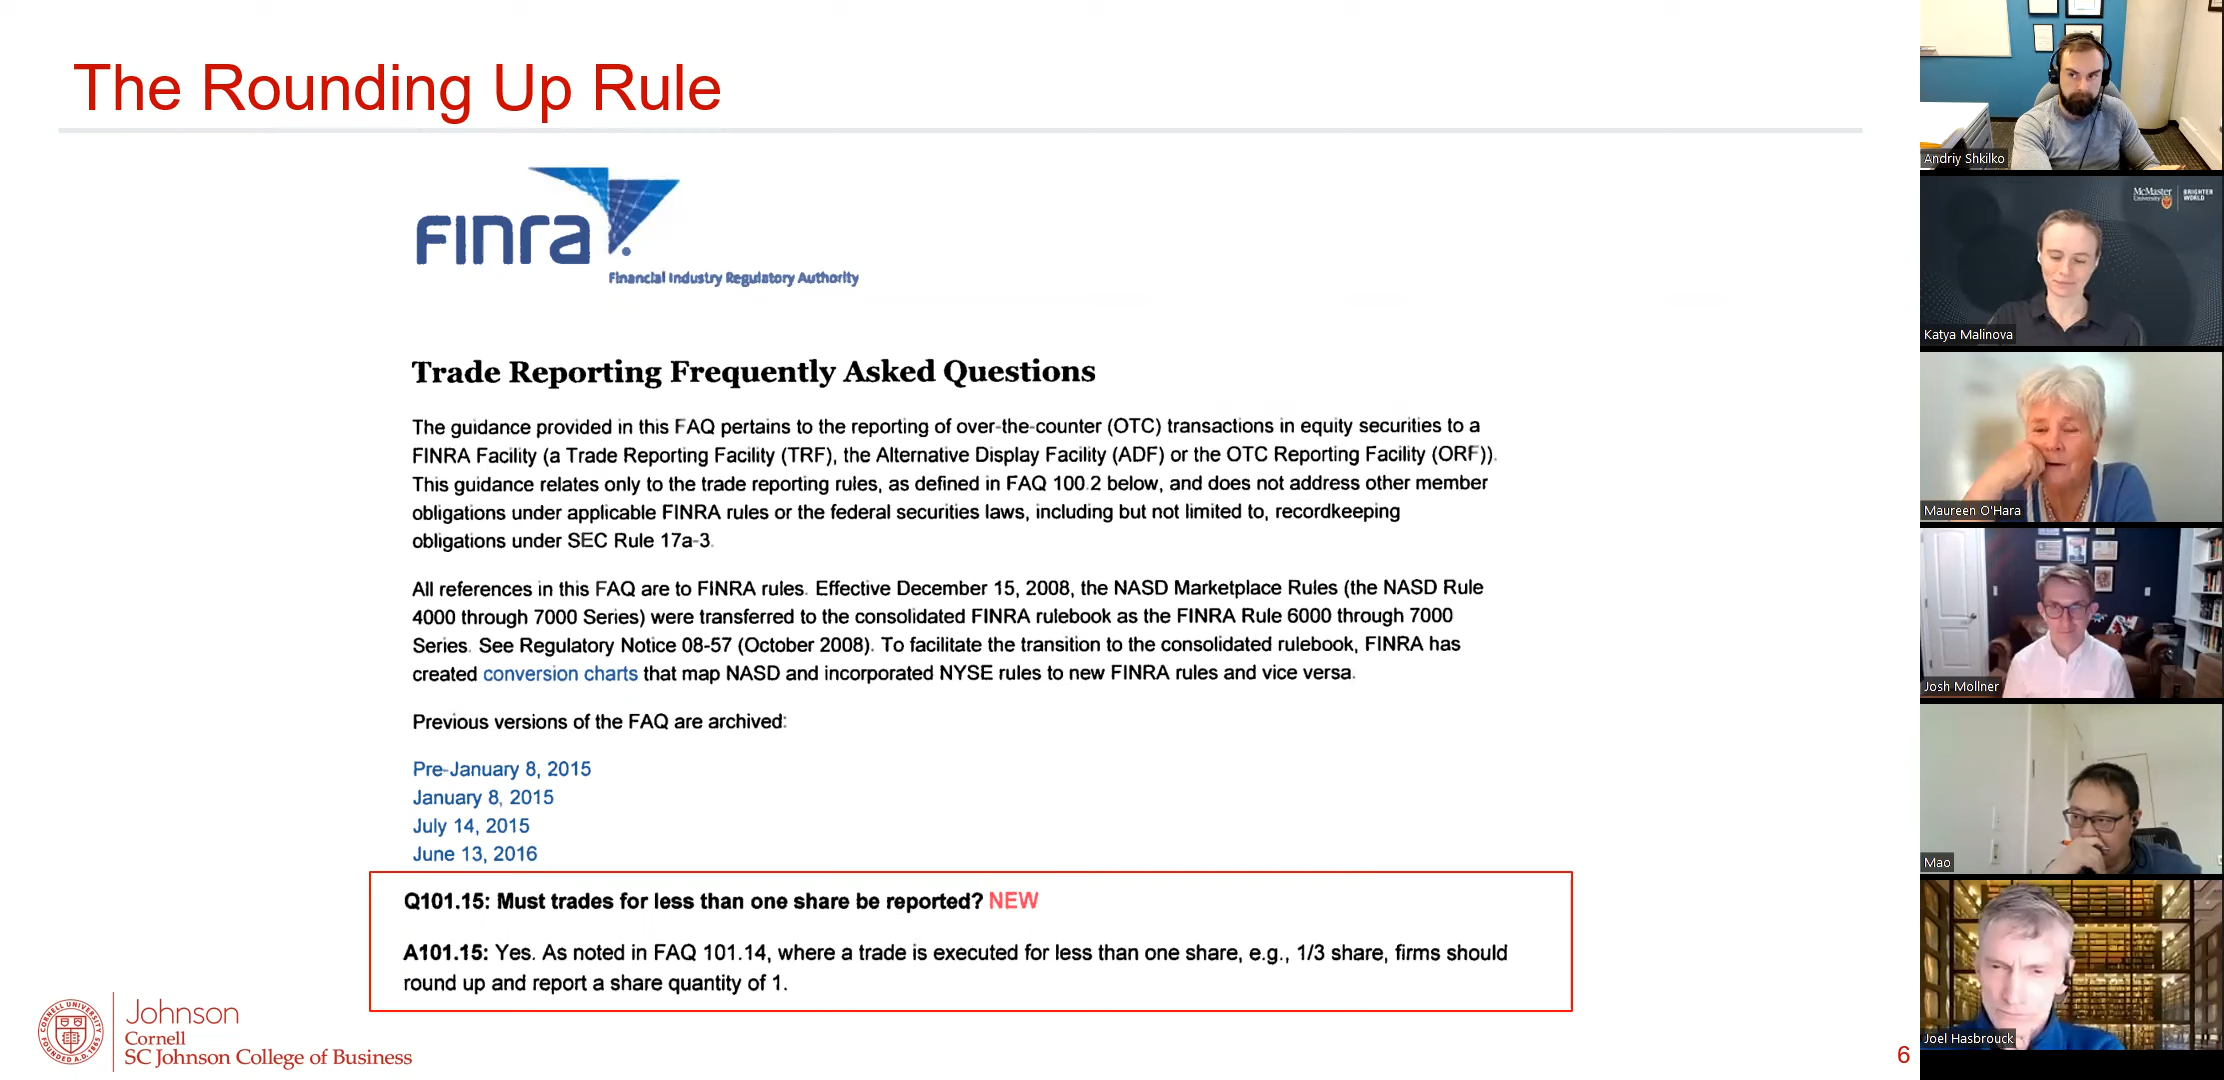 The Rounding Up Rule
Finra
Financial Industry Regulatory Authority
Trade Reporting Frequently Asked Questions
The guidance provided in this FAQ pertains to the reporting of over-the-counter (OTC) transactions in equity securities to a
FINRA Facility (a Trade Reporting Facility (TRF), the Alternative Display Facility (ADF) or the OTC Reporting Facility (ORF)).
This guidance relates only to the trade reporting rules, as defined in FAQ 100.2 below, and does not address other member
obligations under applicable FINRA rules or the federal securities laws, including but not limited to, recordkeeping
obligations under SEC Rule 17a-3.
All references in this FAQ are to FINRA rules. Effective December 15, 2008, the NASD Marketplace Rules (the NASD Rule
4000 through 7000 Series) were transferred to the consolidated FINRA rulebook as the FINRA Rule 6000 through 7000
Series. See Regulatory Notice 08-57 (October 2008). To facilitate the transition to the consolidated rulebook, FINRA has
created conversion charts that map NASD and incorporated NYSE rules to new FINRA rules and vice versa.
Previous versions of the FAQ are archived:
Pre-January 8, 2015
January 8, 2015
July 14, 2015
June 13, 2016
Q101.15: Must trades for less than one share be reported? NEW
A101.15: Yes. As noted in FAQ 101.14, where a trade is executed for less than one share, e.g., 1/3 share, firms should
round up and report a share quantity of 1.
Johnson
Cornell
SC Johnson College of Business
6
Andriy Shkilko
McMaster
University
BRIGHTER
WORLD
Katya Malinova
Maureen O'Hara
Josh Mollner
Mao
Joel Hasbrouck